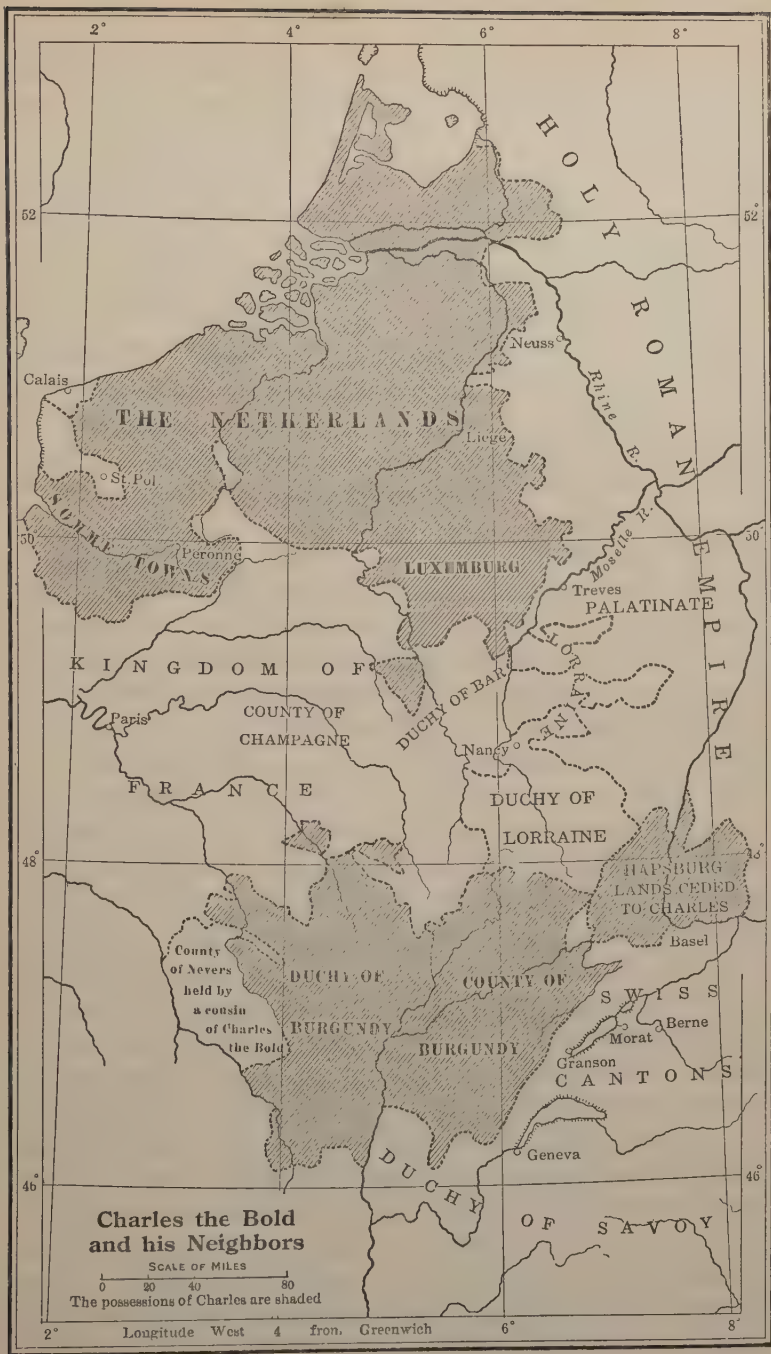 2° 4° 6° 8°
HOLY
ROMAN
EMPIRE
52 52°
Neuss
Rhine R.
Calais
THE NETHERLANDS
Liege
St. Pol
SOMME TOWNS
Peronne
50 50°
LUXEMBURG
Moselle R.
Treves
PALATINATE
LORRAINE
KINGDOM OF
FRANCE
DUCHY OF BAR
COUNTY OF
CHAMPAGNE
Paris
Nancy
DUCHY OF
LORRAINE
48° 48°
HAPSBURG
LANDS CEDED
TO CHARLES
Basel
County
of Nevers
held by
a cousin
of Charles
the Bold
DUCHY OF
BURGUNDY
COUNTY OF
BURGUNDY
SWISS
CANTONS
Morat
Berne
Granson
Geneva
46° 46°
DUCHY
OF SAVOY
Charles the Bold
and his Neighbors
SCALE OF MILES
0 20 40 80
The possessions of Charles are shaded
2° Longitude West 4 fron. Greenwich 6° 8°